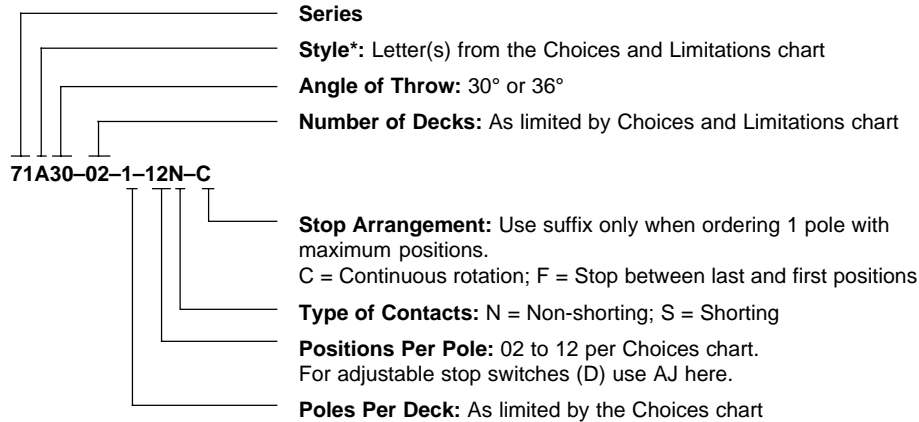 Series
Style*: Letter(s) from the Choices and Limitations chart
Angle of Throw: 30° or 36°
Number of Decks: As limited by Choices and Limitations chart
71A30–02–1–12N–C
Stop Arrangement: Use suffix only when ordering 1 pole with
maximum positions.
C = Continuous rotation; F = Stop between last and first positions
Type of Contacts: N = Non-shorting; S = Shorting
Positions Per Pole: 02 to 12 per Choices chart.
For adjustable stop switches (D) use AJ here.
Poles Per Deck: As limited by the Choices chart